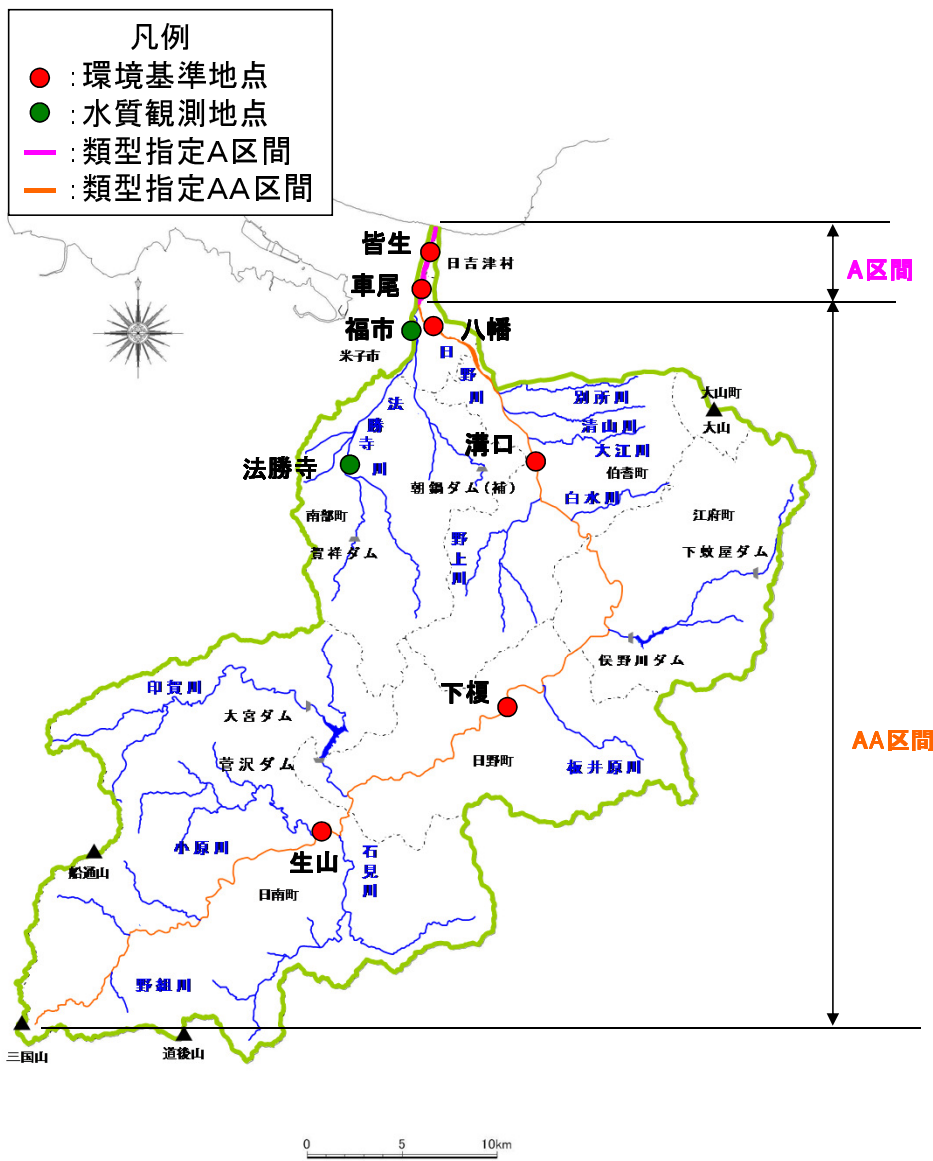 凡例
：環境基準地点
：水質観測地点
：類型指定A区間
：類型指定AA区間
皆生
日吉津村
A区間
車尾
福市
八幡
米子市
日野川
法勝寺川
別所川
大山町
大山
清山川
溝口
大江川
法勝寺
伯耆町
朝鍋ダム(補)
白水川
南部町
江府町
賀祥ダム
野上川
下蚊屋ダム
俣野川ダム
印賀川
下榎
大宮ダム
AA区間
菅沢ダム
日野町
板井原川
小原川
生山
石見川
船通山
日南町
野組川
三国山
道後山
0 5 10km